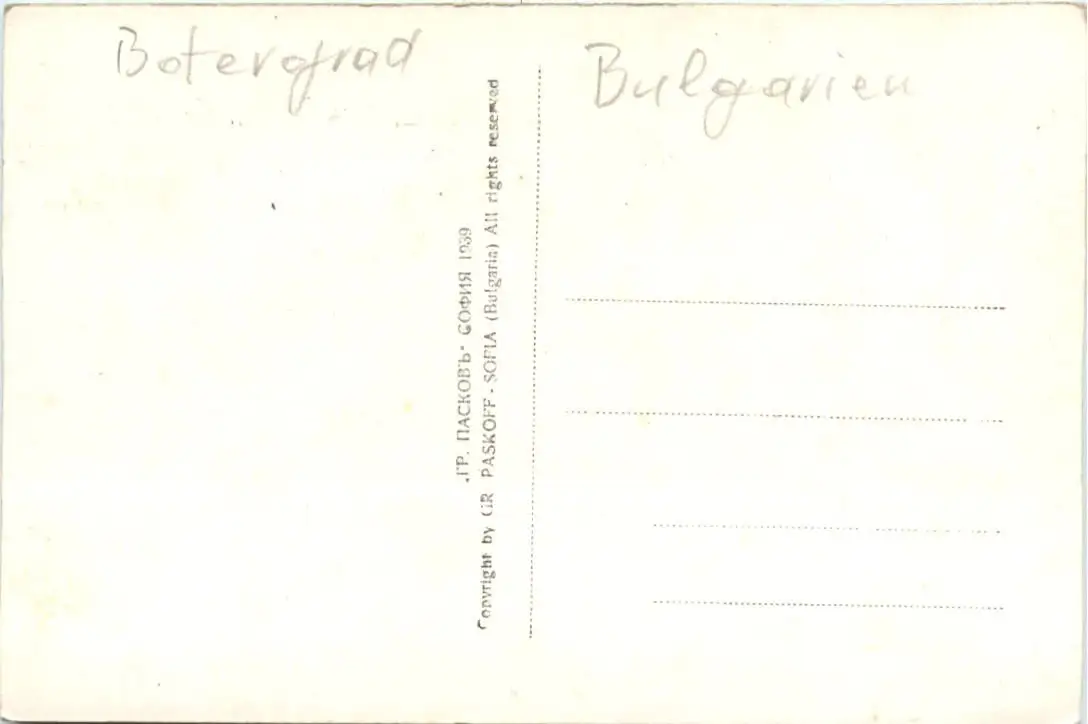 Botevgrad
Bulgarien
„ГР. ПАСКОВЪ“ СОФИЯ 1939
Copyright by GR PASKOFF - SOFIA (Bulgaria) All rights reserved